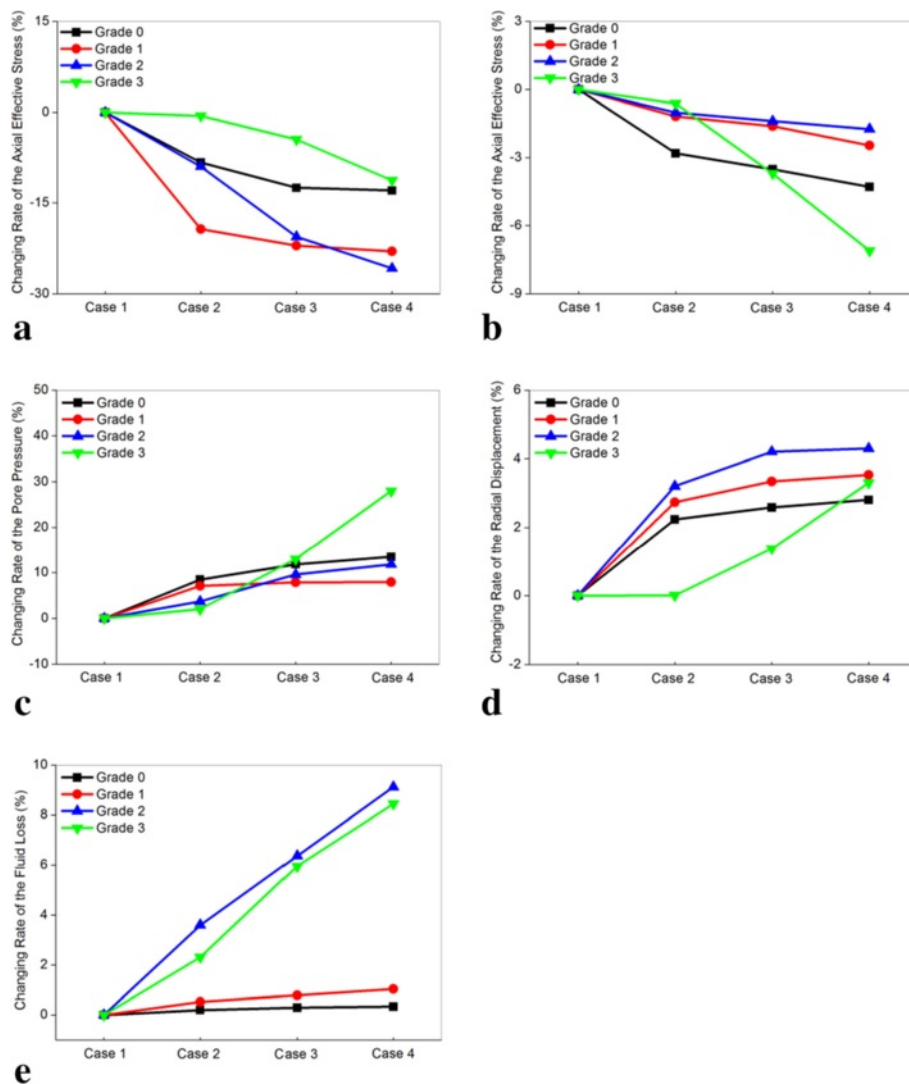 Changing Rate of the Axial Effective Stress (%)
15
0
-15
-30
Grade 0
Grade 1
Grade 2
Grade 3
Case 1 Case 2 Case 3 Case 4
a
Changing Rate of the Axial Effective Stress (%)
3
0
-3
-6
-9
Grade 0
Grade 1
Grade 2
Grade 3
Case 1 Case 2 Case 3 Case 4
b
Changing Rate of the Pore Pressure (%)
50
40
30
20
10
0
-10
Grade 0
Grade 1
Grade 2
Grade 3
Case 1 Case 2 Case 3 Case 4
c
Changing Rate of the Radial Displacement (%)
6
4
2
0
-2
Grade 0
Grade 1
Grade 2
Grade 3
Case 1 Case 2 Case 3 Case 4
d
Changing Rate of the Fluid Loss (%)
10
8
6
4
2
0
Grade 0
Grade 1
Grade 2
Grade 3
Case 1 Case 2 Case 3 Case 4
e